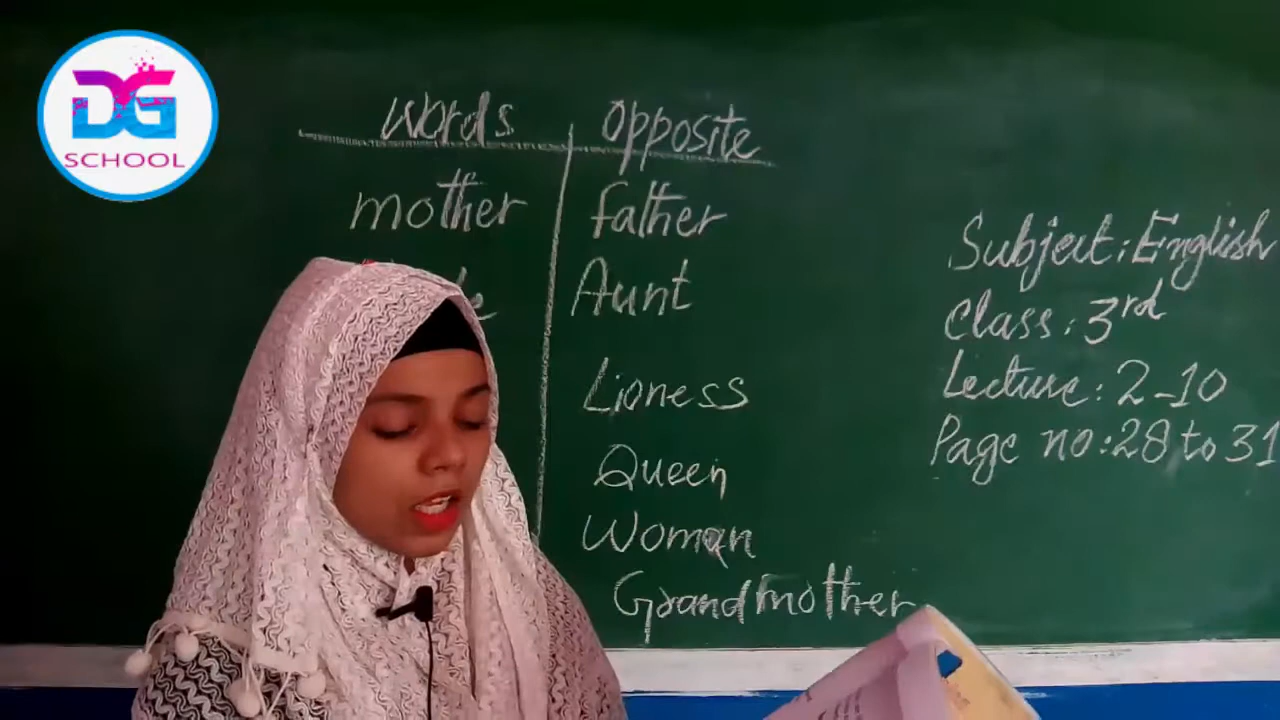 DG
SCHOOL
words opposite
mother father
Aunt
Lioness
Queen
Woman
Grandmother
Subject: English
Class: 3rd
Lecture: 2-10
Page no: 28 to 31